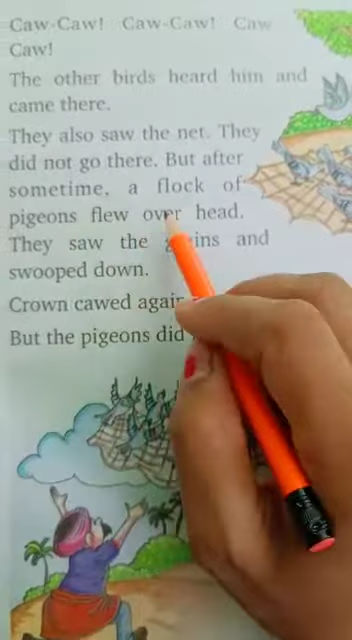 Caw-Caw! Caw-Caw! Caw
Caw!
The other birds heard him and
came there.
They also saw the net. They
did not go there. But after
sometime, a flock of
pigeons flew over head.
They saw the grains and
swooped down.
Crown cawed again
But the pigeons did